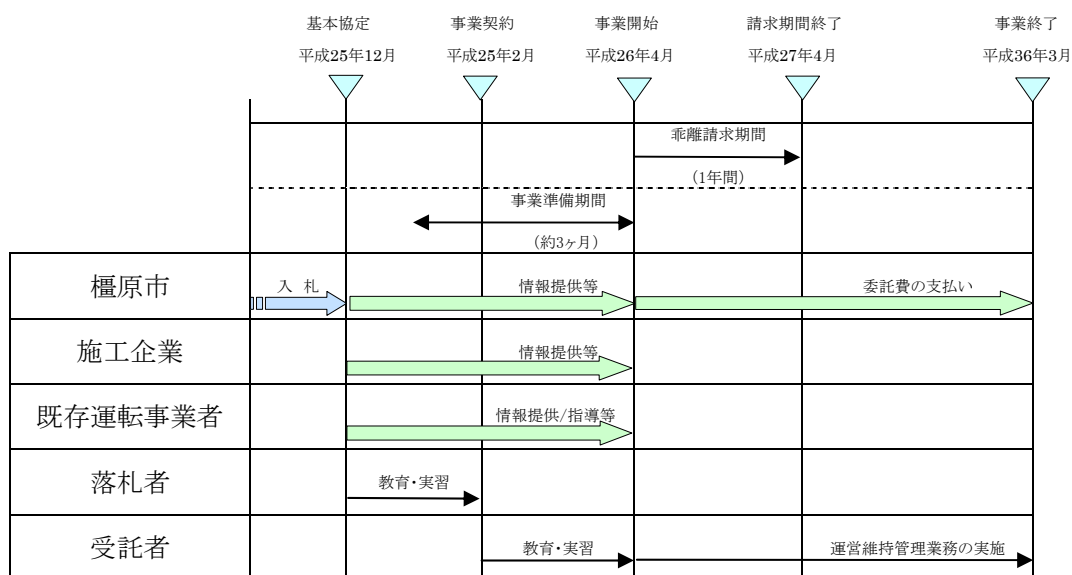 基本協定 事業契約 事業開始 請求期間終了 事業終了
平成25年12月 平成25年2月 平成26年4月 平成27年4月 平成36年3月
乖離請求期間
(1年間)
事業準備期間
(約3ヶ月)
橿原市 入 札 情報提供等 委託費の支払い
施工企業 情報提供等
既存運転事業者 情報提供/指導等
落札者 教育・実習
受託者 教育・実習 運営維持管理業務の実施